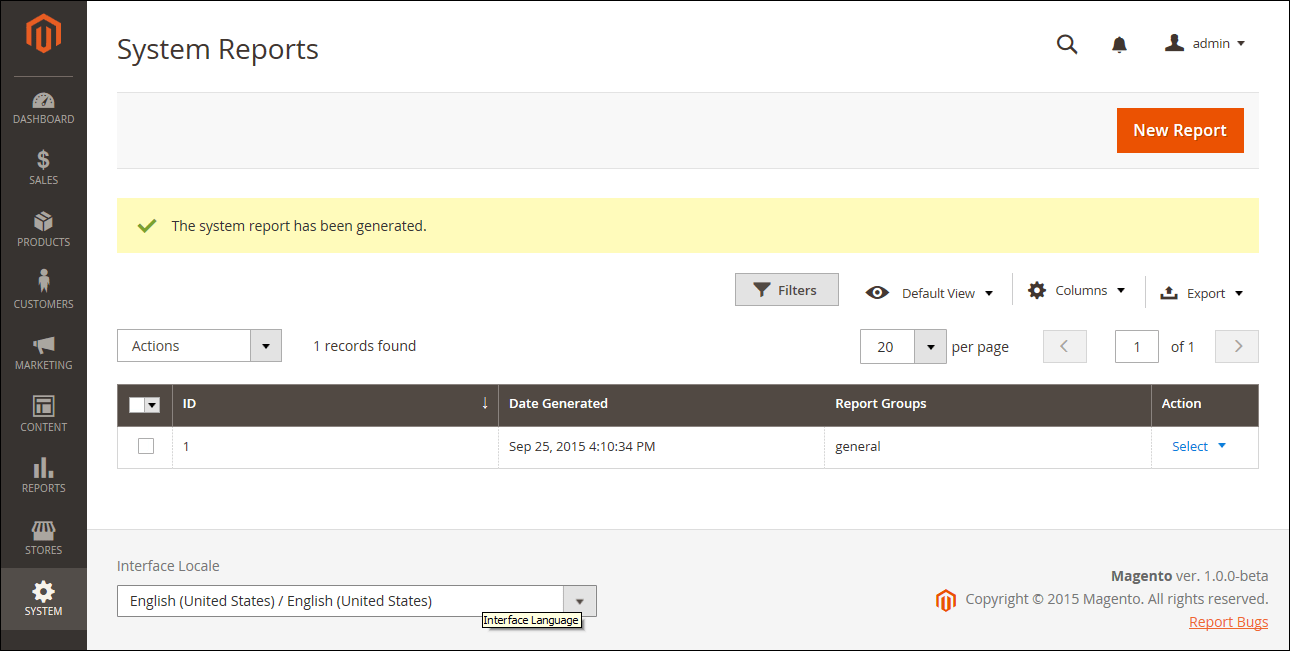 System Reports
admin
DASHBOARD
SALES
PRODUCTS
CUSTOMERS
MARKETING
CONTENT
REPORTS
STORES
SYSTEM
New Report
The system report has been generated.
Filters Default View Columns Export
Actions 1 records found 20 per page 1 of 1
ID Date Generated Report Groups Action
1 Sep 25, 2015 4:10:34 PM general Select
Interface Locale
English (United States) / English (United States)
Interface Language
Magento ver. 1.0.0-beta
Copyright © 2015 Magento. All rights reserved.
Report Bugs